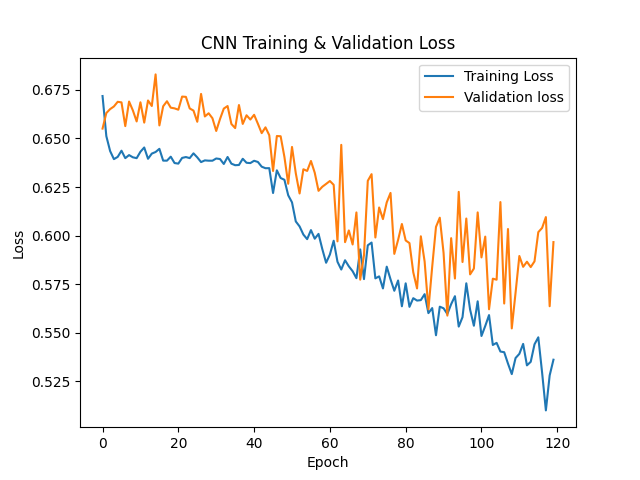 CNN Training & Validation Loss
Training Loss
Validation loss
0.675
0.650
0.625
0.600
0.575
0.550
0.525
Loss
0 20 40 60 80 100 120
Epoch